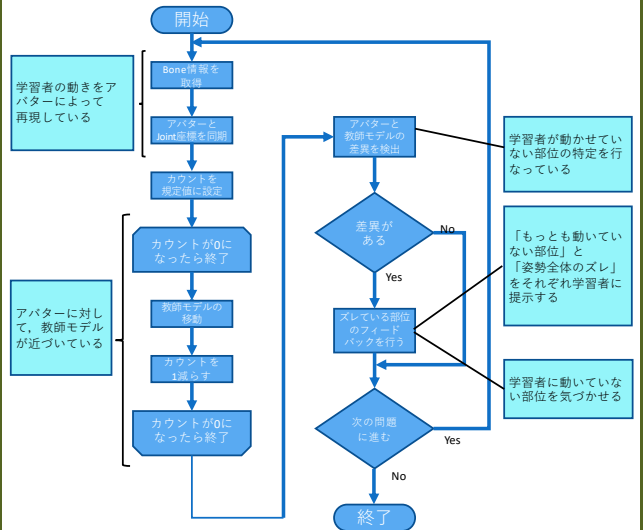 開始
Bone情報を
取得
アバターと
Joint座標を同期
カウントを
規定値に設定
カウントが0に
なったら終了
教師モデルの
移動
カウントを
1減らす
カウントが0に
なったら終了
学習者の動きをア
バターによって
再現している
アバターに対し
て，教師モデル
が近づいている
アバターと
教師モデルの
差異を検出
差異が
ある
No
Yes
ズレている部位
のフィード
バックを行う
次の問題
に進む
Yes
No
終了
学習者が動かせてい
ない部位の特定を行
なっている
「もっとも動いてい
ない部位」と
「姿勢全体のズレ」
をそれぞれ学習者に
提示する
学習者に動いていな
い部位を気づかせる